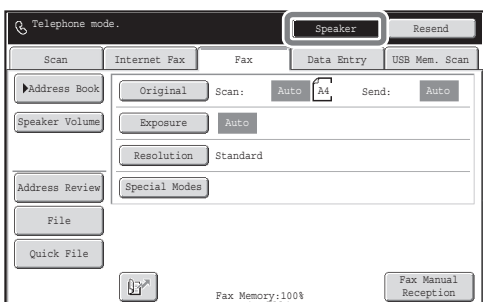 Telephone mode.
Speaker
Resend
Scan
Internet Fax
Fax
Data Entry
USB Mem. Scan
Address Book
Original
Scan: Auto A4 Send: Auto
Speaker Volume
Exposure
Auto
Resolution
Standard
Address Review
Special Modes
File
Quick File
Fax Memory:100%
Fax Manual
Reception